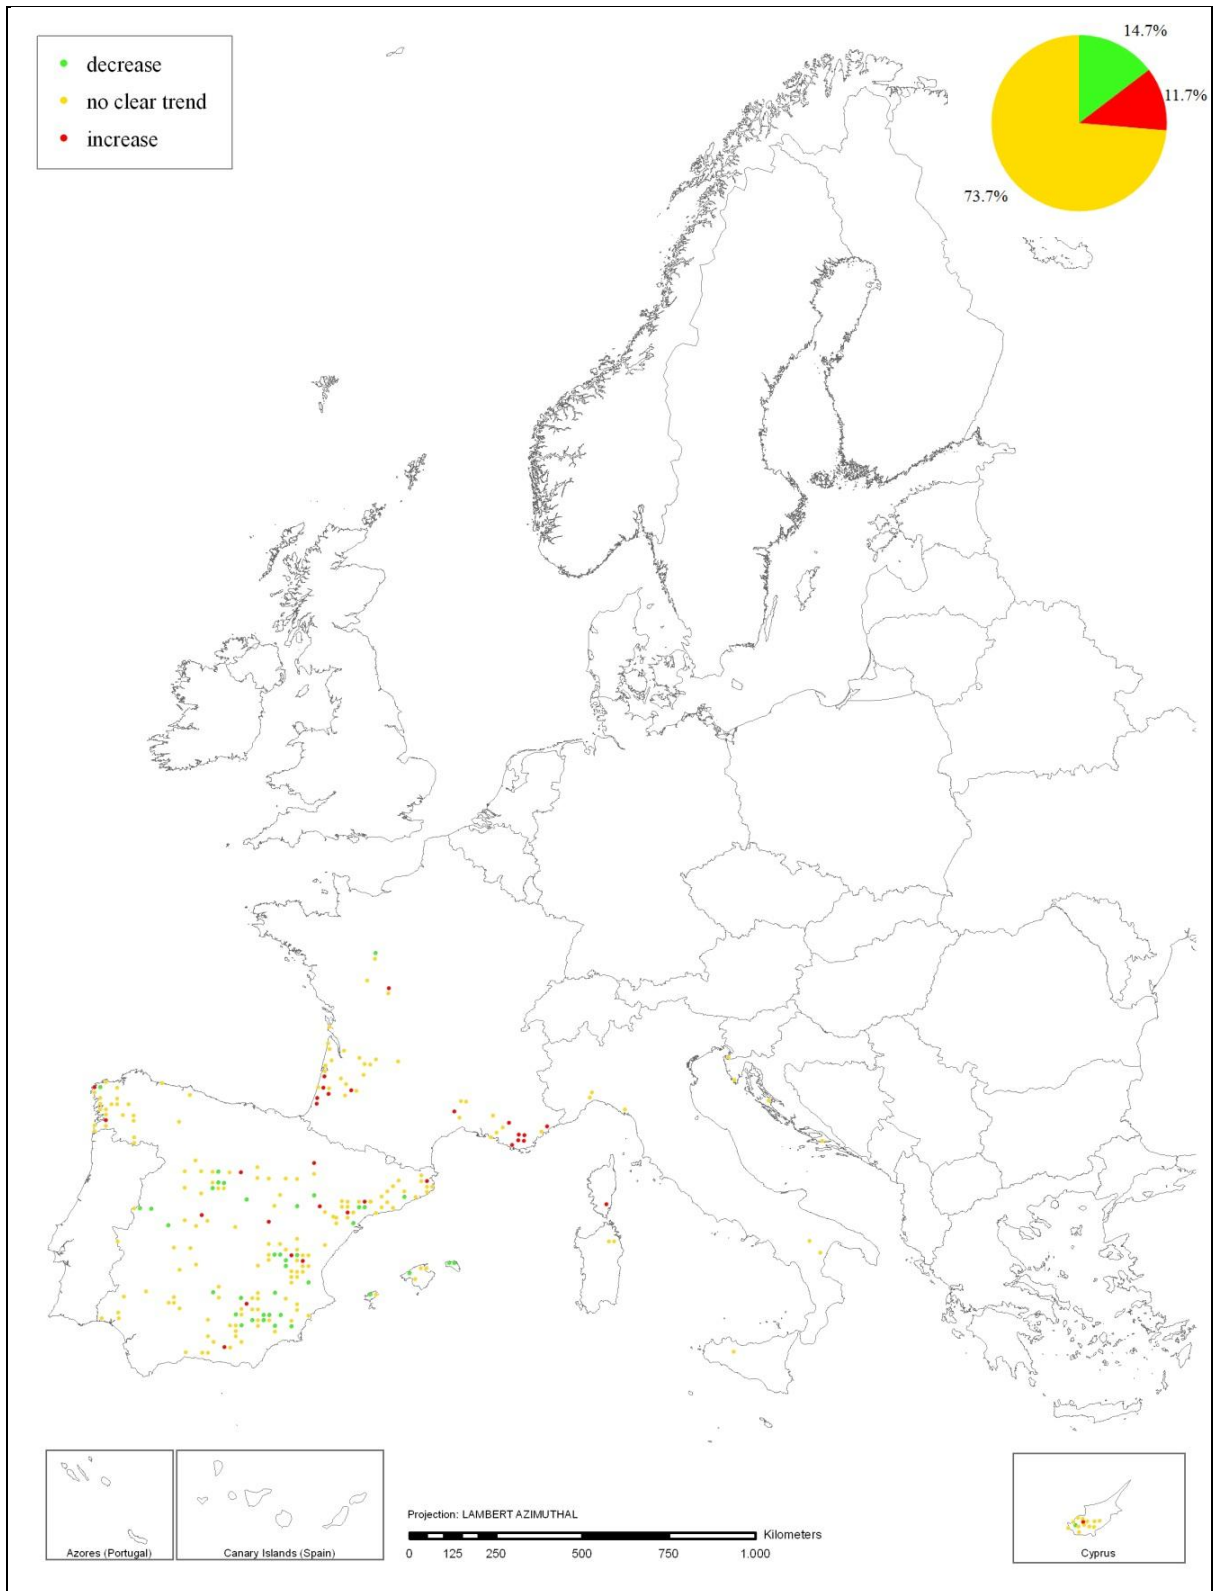 decrease
no clear trend
increase
14.7%
11.7%
73.7%
Azores (Portugal)
Canary Islands (Spain)
Projection: LAMBERT AZIMUTHAL
Kilometers
0 125 250 500 750 1.000
Cyprus